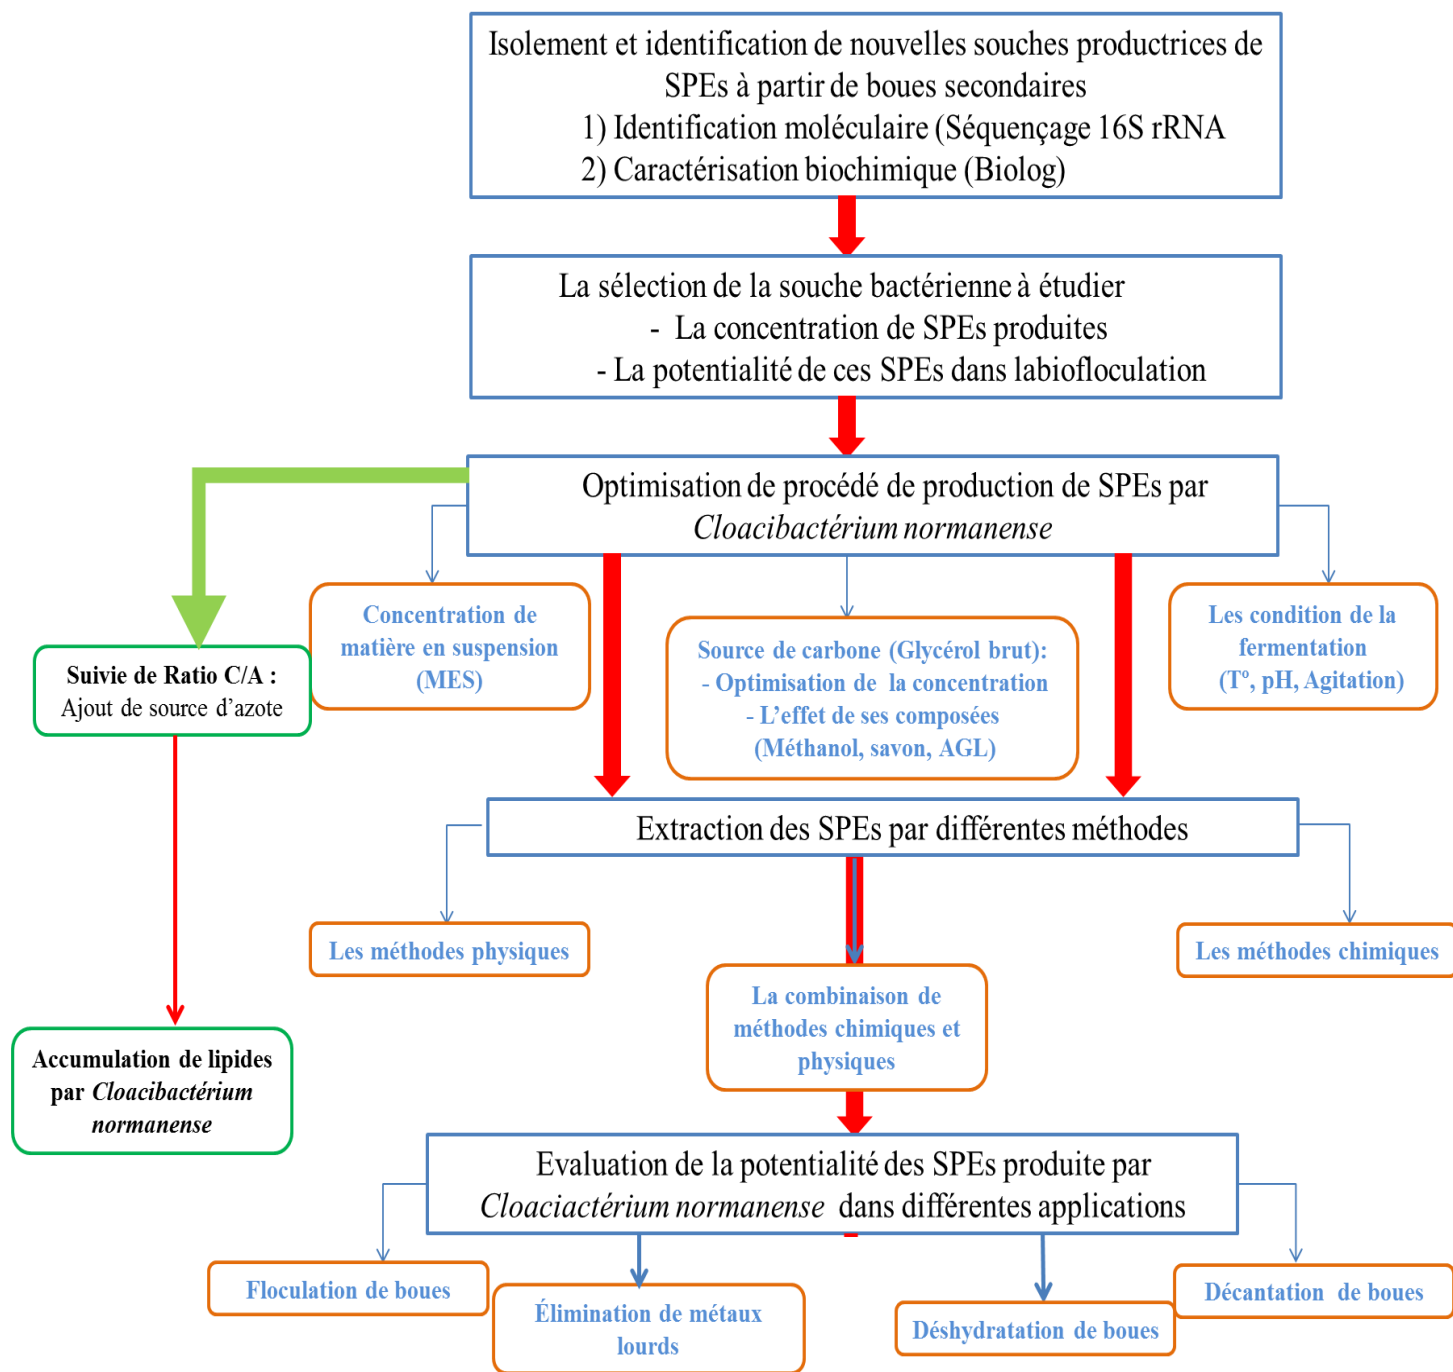 Isolement et identification de nouvelles souches productrices de
SPEs à partir de boues secondaires
1) Identification moléculaire (Séquençage 16S rRNA
2) Caractérisation biochimique (Biolog)
La sélection de la souche bactérienne à étudier
- La concentration de SPEs produites
- La potentialité de ces SPEs dans labiofloculation
Optimisation de procédé de production de SPEs par
Cloacibactérium normanense
Concentration de
matière en suspension
(MES)
Source de carbone (Glycérol brut):
- Optimisation de la concentration
- L’effet de ses composées
(Méthanol, savon, AGL)
Les condition de la
fermentation
(Tº, pH, Agitation)
Suivie de Ratio C/A :
Ajout de source d’azote
Extraction des SPEs par différentes méthodes
Les méthodes physiques
La combinaison de
méthodes chimiques et
physiques
Les méthodes chimiques
Accumulation de lipides
par Cloacibactérium
normanense
Evaluation de la potentialité des SPEs produite par
Cloaciactérium normanense dans différentes applications
Floculation de boues
Élimination de métaux
lourds
Déshydratation de boues
Décantation de boues